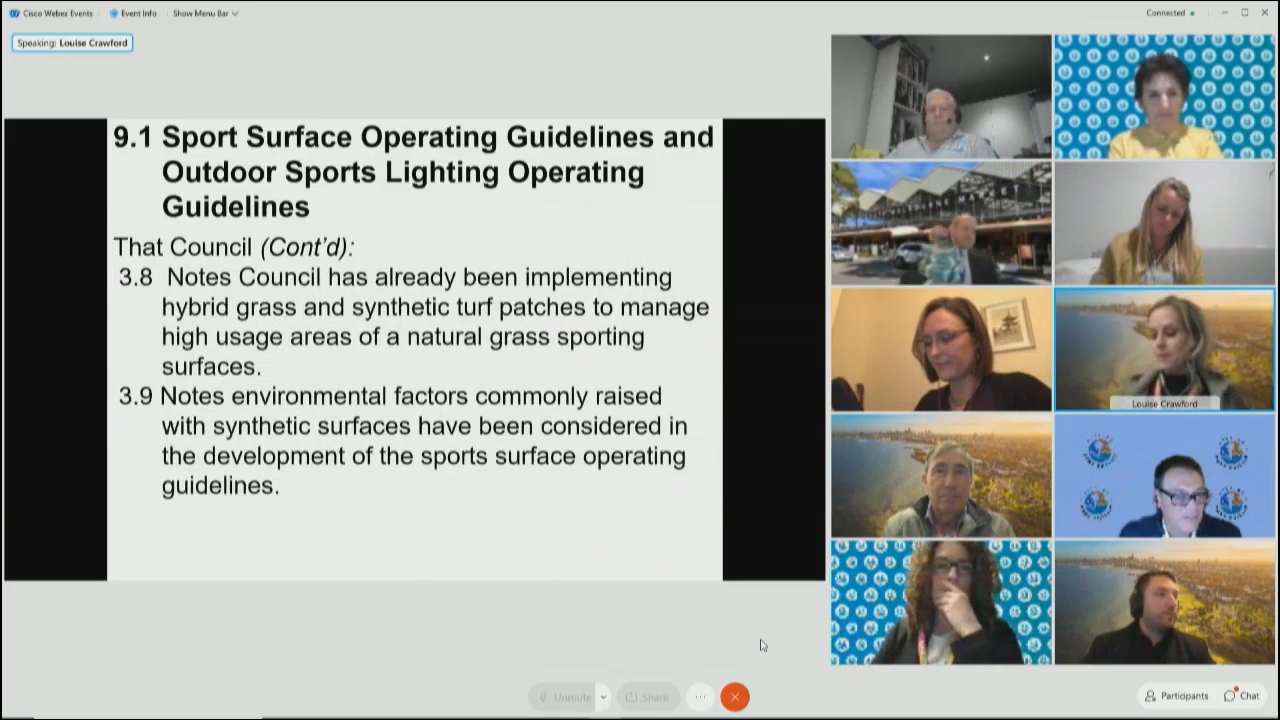 Cisco Webex Events
Event Info
Show Menu Bar
Connected
Speaking: Louise Crawford
9.1 Sport Surface Operating Guidelines and
Outdoor Sports Lighting Operating
Guidelines
That Council (Cont'd):
3.8 Notes Council has already been implementing
hybrid grass and synthetic turf patches to manage
high usage areas of a natural grass sporting
surfaces.
3.9 Notes environmental factors commonly raised
with synthetic surfaces have been considered in
the development of the sports surface operating
guidelines.
Louise Crawford
Unmute
Share
Participants
Chat